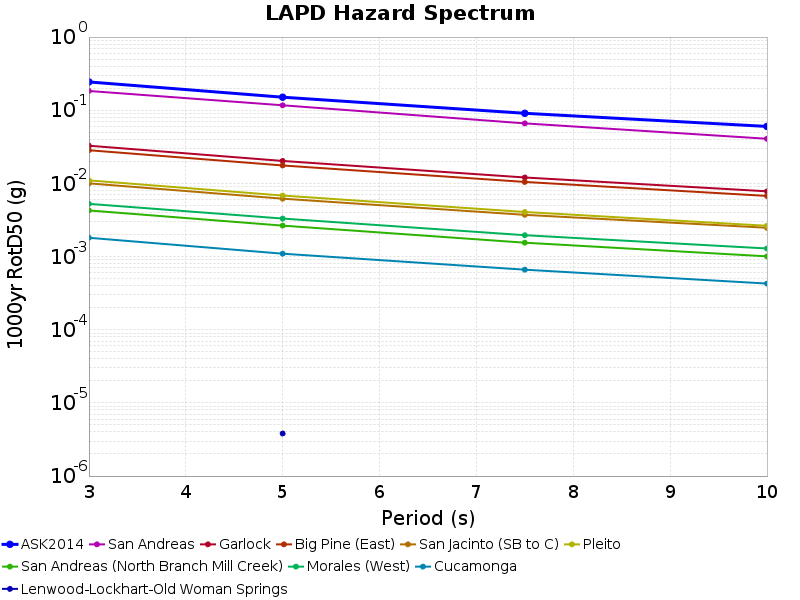 LAPD Hazard Spectrum
10^0
10^-1
10^-2
10^-3
10^-4
10^-5
10^-6
1000yr RotD50 (g)
3 4 5 6 7 8 9 10
Period (s)
ASK2014 San Andreas Garlock Big Pine (East) San Jacinto (SB to C) Pleito
San Andreas (North Branch Mill Creek) Morales (West) Cucamonga
Lenwood-Lockhart-Old Woman Springs